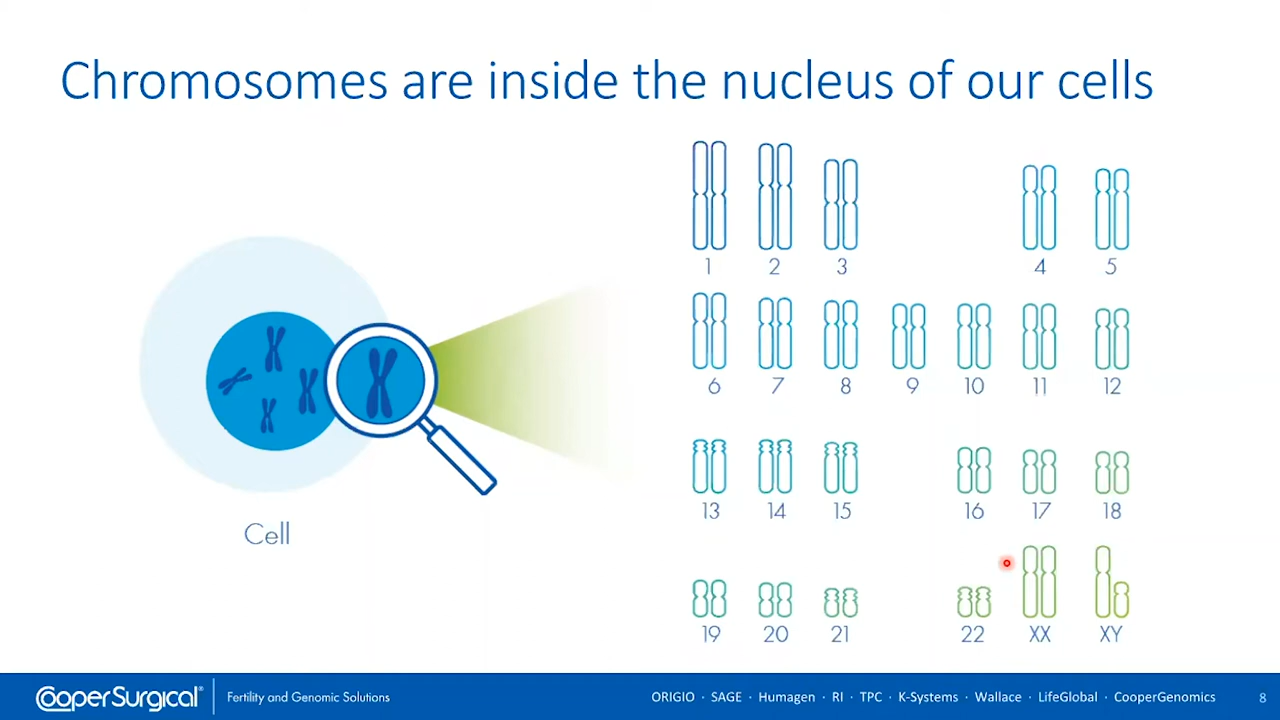 Chromosomes are inside the nucleus of our cells
1 2 3 4 5
6 7 8 9 10 11 12
13 14 15 16 17 18
19 20 21 22 XX XY
Cell
CooperSurgical® Fertility and Genomic Solutions ORIGIO · SAGE · Humagen · RI · TPC · K-Systems · Wallace · LifeGlobal · CooperGenomics 8